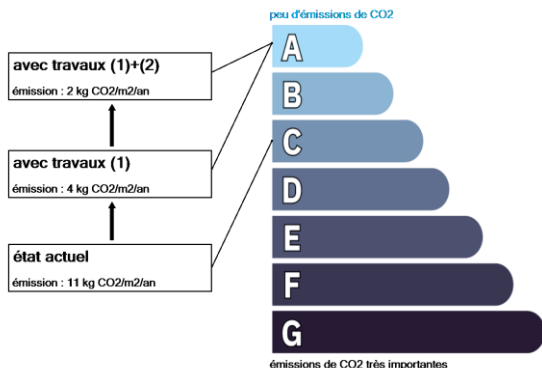 peu d'émissions de CO2
avec travaux (1)+(2)
émission : 2 kg CO2/m2/an
avec travaux (1)
émission : 4 kg CO2/m2/an
état actuel
émission : 11 kg CO2/m2/an
A
B
C
D
E
F
G
émissions de CO2 très importantes